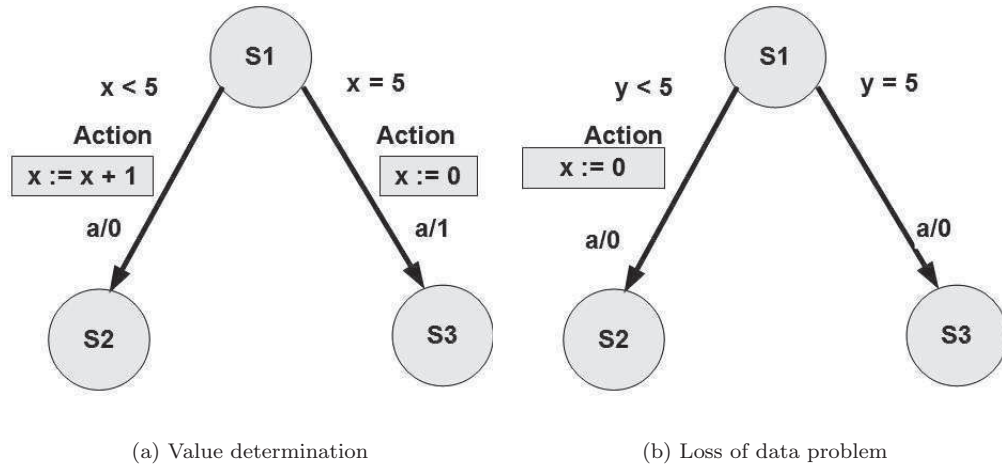 S1
x < 5
x = 5
Action
Action
x := x + 1
x := 0
a/0
a/1
S2
S3
(a) Value determination
S1
y < 5
y = 5
Action
x := 0
a/0
a/0
S2
S3
(b) Loss of data problem